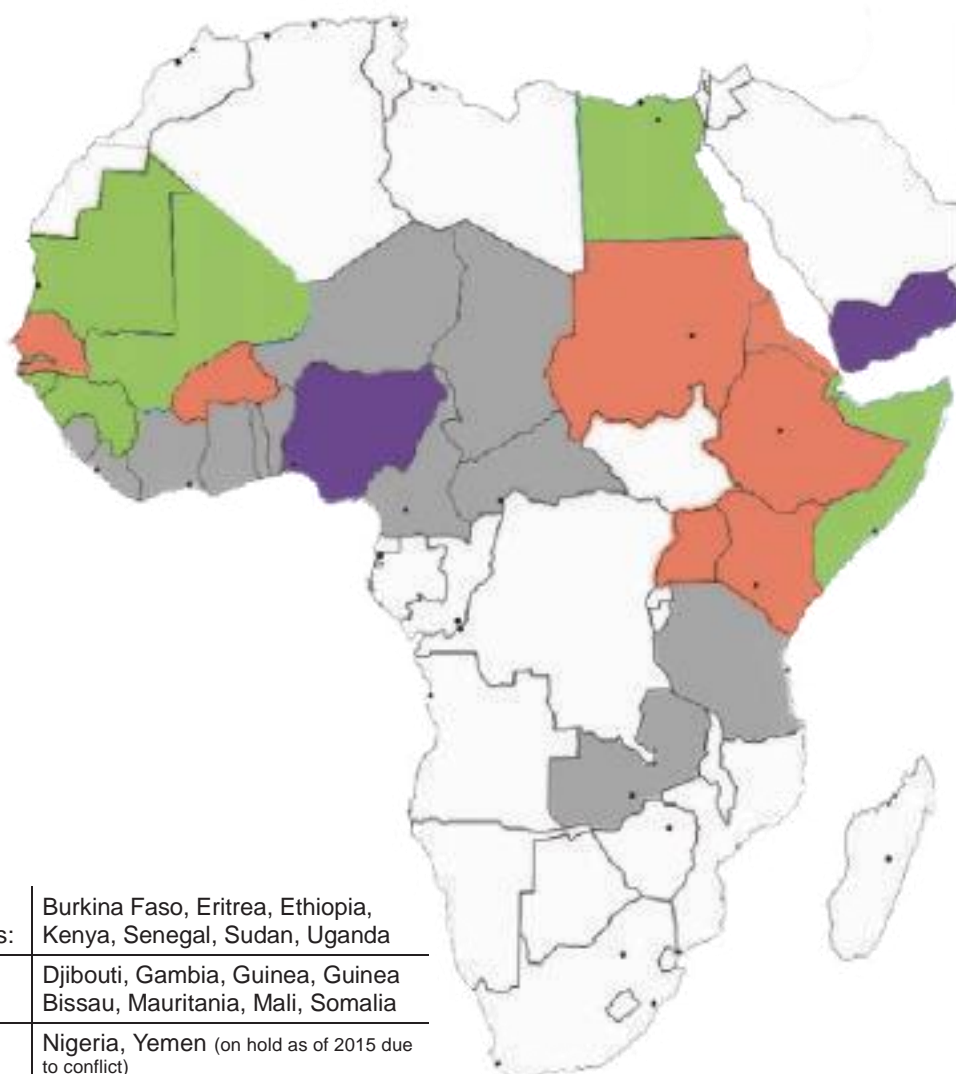 Burkina Faso, Eritrea, Ethiopia,
s: Kenya, Senegal, Sudan, Uganda
Djibouti, Gambia, Guinea, Guinea
Bissau, Mauritania, Mali, Somalia
Nigeria, Yemen (on hold as of 2015 due
to conflict)